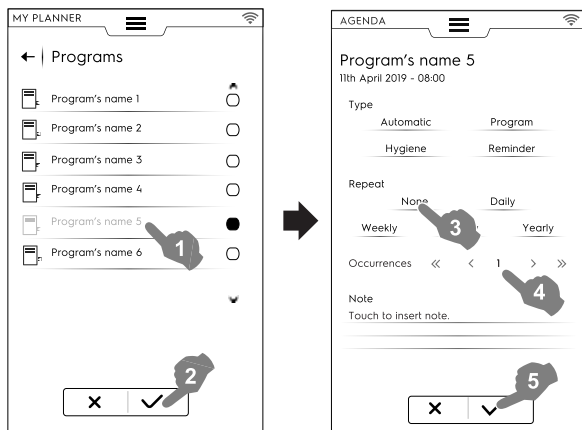 MY PLANNER
Programs
Program's name 1
Program's name 2
Program's name 3
Program's name 4
Program's name 5
Program's name 6
1
2
AGENDA
Program's name 5
11th April 2019 - 08:00
Type
Automatic Program
Hygiene Reminder
Repeat
None Daily
3
Weekly Yearly
Occurrences « < 1 > »
4
Note
Touch to insert note.
5